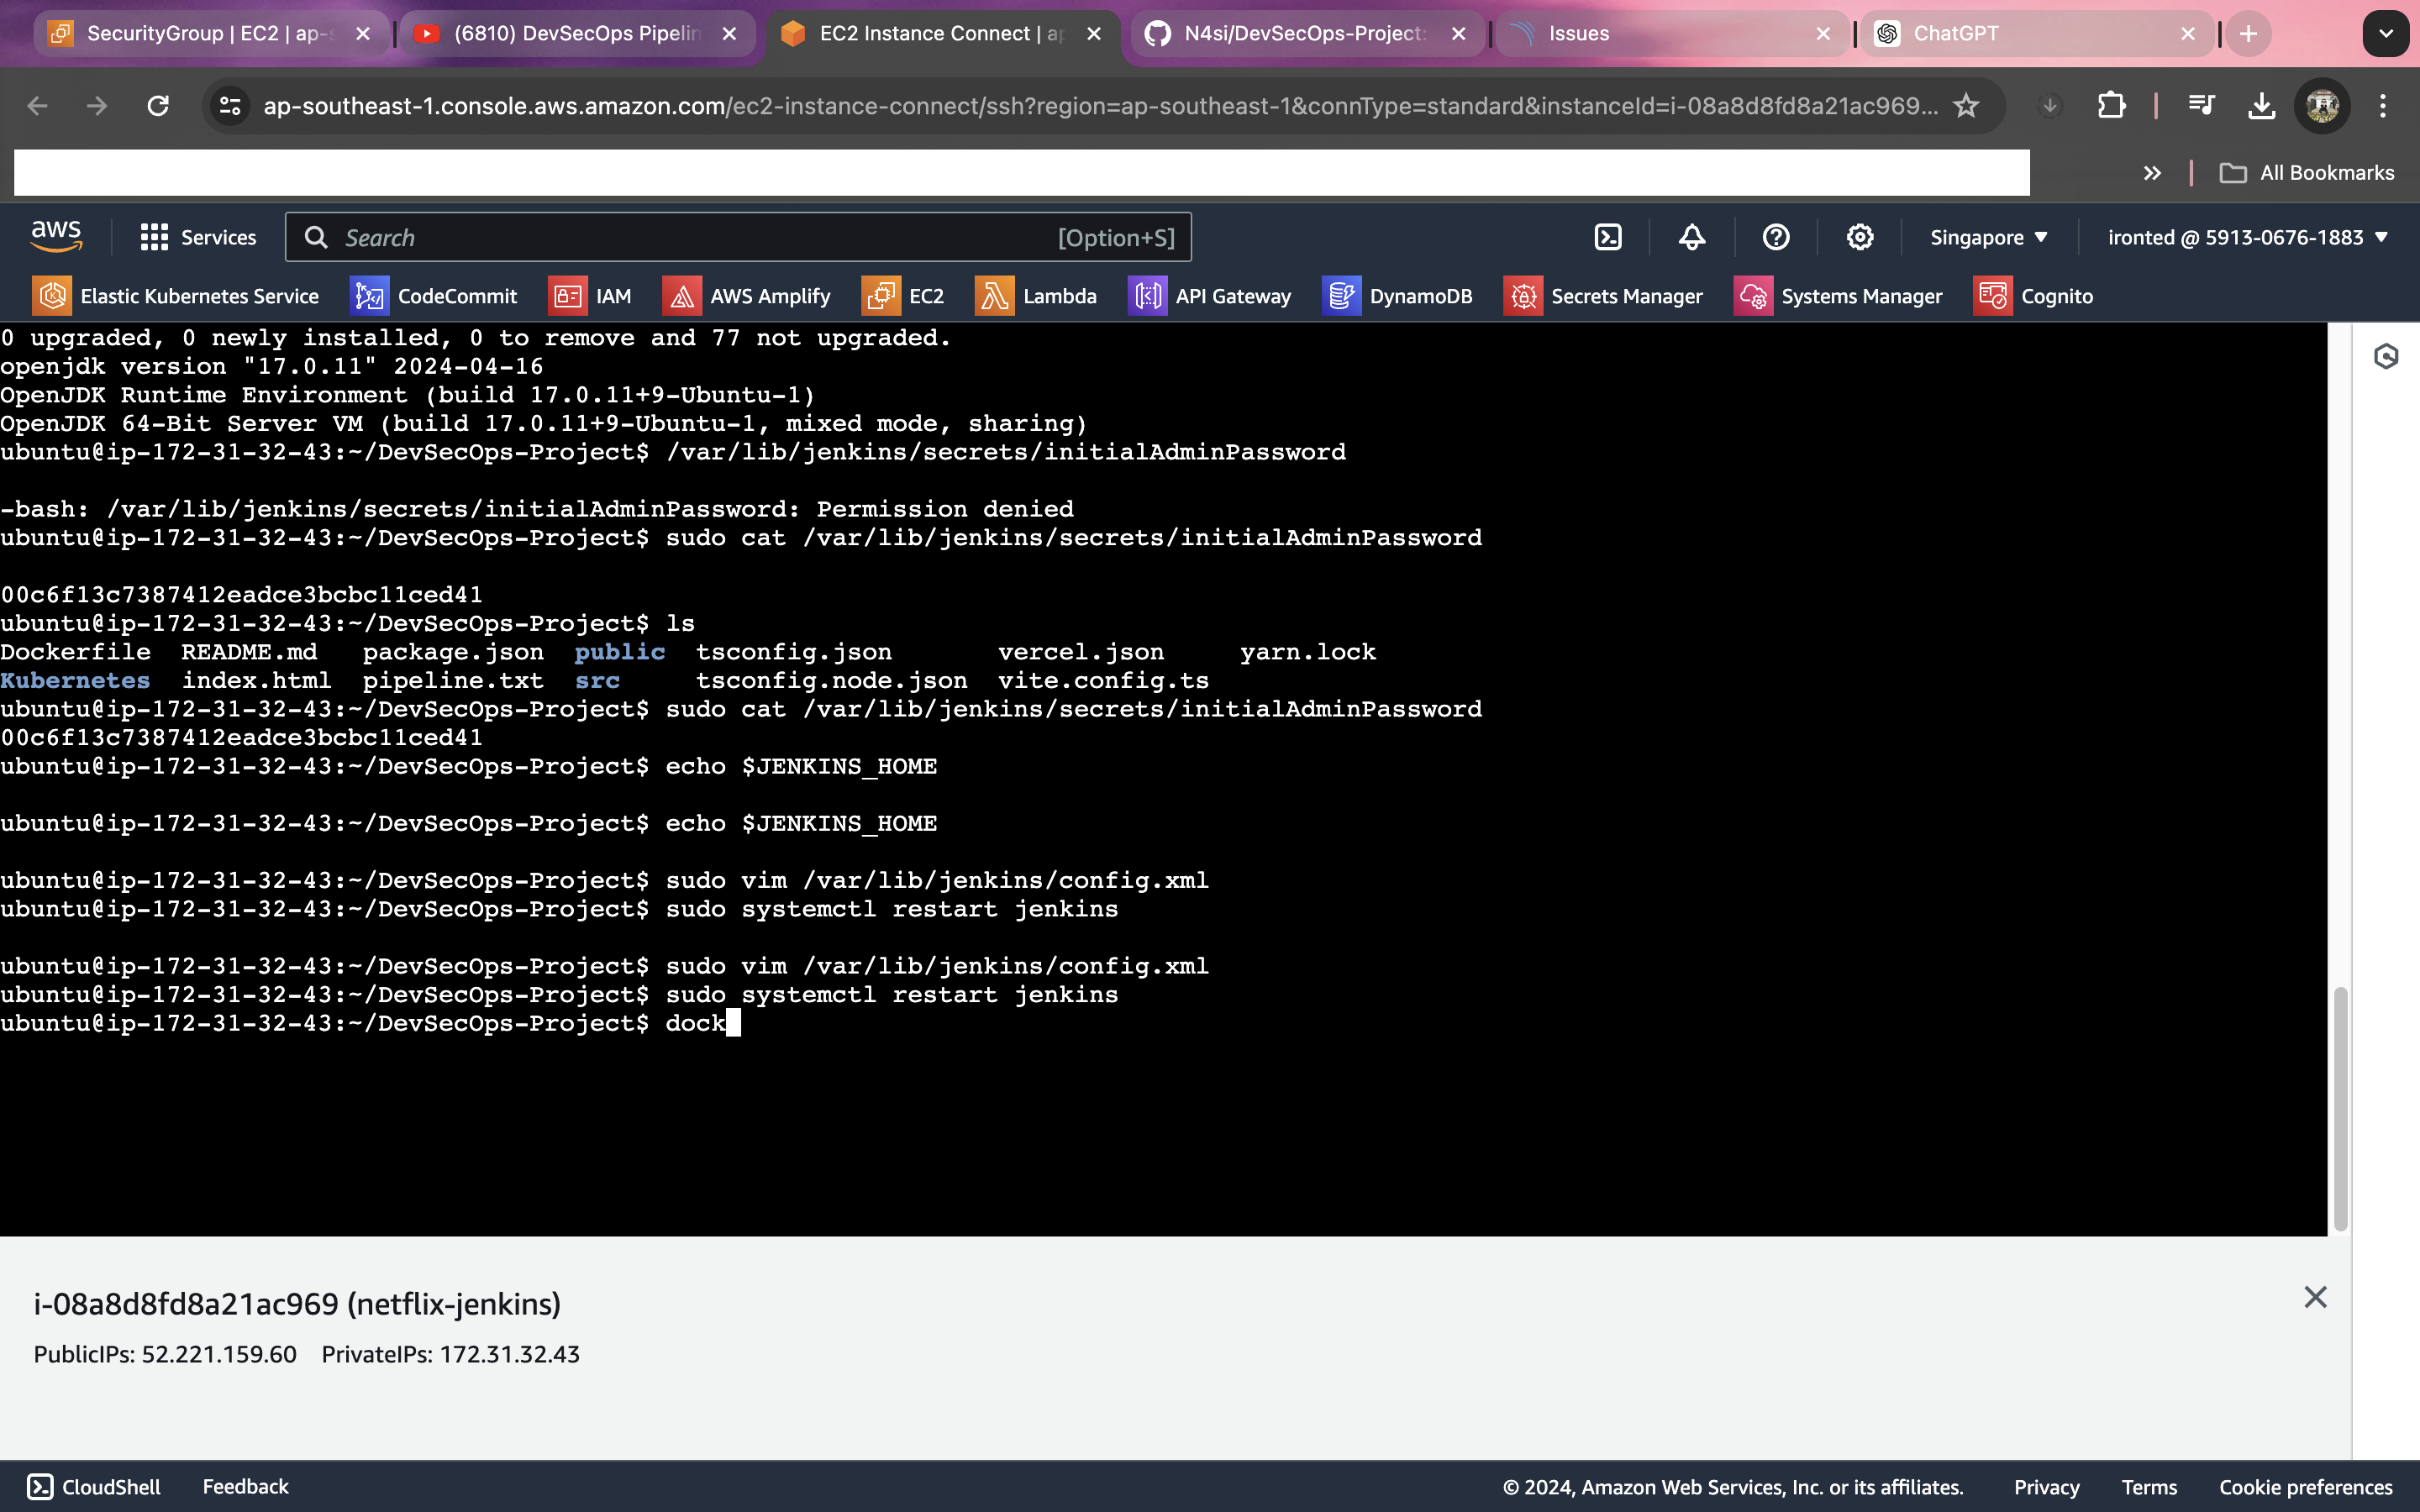 SecurityGroup | EC2 | ap-s
(6810) DevSecOps Pipelin
EC2 Instance Connect | ap
N4si/DevSecOps-Project:
Issues
ChatGPT
ap-southeast-1.console.aws.amazon.com/ec2-instance-connect/ssh?region=ap-southeast-1&connType=standard&instanceId=i-08a8d8fd8a21ac969...
All Bookmarks
aws
Services
Search
[Option+S]
Singapore
ironted @ 5913-0676-1883
Elastic Kubernetes Service
CodeCommit
IAM
AWS Amplify
EC2
Lambda
API Gateway
DynamoDB
Secrets Manager
Systems Manager
Cognito
0 upgraded, 0 newly installed, 0 to remove and 77 not upgraded.
openjdk version "17.0.11" 2024-04-16
OpenJDK Runtime Environment (build 17.0.11+9-Ubuntu-1)
OpenJDK 64-Bit Server VM (build 17.0.11+9-Ubuntu-1, mixed mode, sharing)
ubuntu@ip-172-31-32-43:~/DevSecOps-Project$ /var/lib/jenkins/secrets/initialAdminPassword
-bash: /var/lib/jenkins/secrets/initialAdminPassword: Permission denied
ubuntu@ip-172-31-32-43:~/DevSecOps-Project$ sudo cat /var/lib/jenkins/secrets/initialAdminPassword
00c6f13c7387412eadce3bcbc11ced41
ubuntu@ip-172-31-32-43:~/DevSecOps-Project$ ls
Dockerfile README.md package.json public tsconfig.json vercel.json yarn.lock
Kubernetes index.html pipeline.txt src tsconfig.node.json vite.config.ts
ubuntu@ip-172-31-32-43:~/DevSecOps-Project$ sudo cat /var/lib/jenkins/secrets/initialAdminPassword
00c6f13c7387412eadce3bcbc11ced41
ubuntu@ip-172-31-32-43:~/DevSecOps-Project$ echo $JENKINS_HOME
ubuntu@ip-172-31-32-43:~/DevSecOps-Project$ echo $JENKINS_HOME
ubuntu@ip-172-31-32-43:~/DevSecOps-Project$ sudo vim /var/lib/jenkins/config.xml
ubuntu@ip-172-31-32-43:~/DevSecOps-Project$ sudo systemctl restart jenkins
ubuntu@ip-172-31-32-43:~/DevSecOps-Project$ sudo vim /var/lib/jenkins/config.xml
ubuntu@ip-172-31-32-43:~/DevSecOps-Project$ sudo systemctl restart jenkins
ubuntu@ip-172-31-32-43:~/DevSecOps-Project$ dock
i-08a8d8fd8a21ac969 (netflix-jenkins)
PublicIPs: 52.221.159.60 PrivateIPs: 172.31.32.43
CloudShell
Feedback
© 2024, Amazon Web Services, Inc. or its affiliates.
Privacy
Terms
Cookie preferences